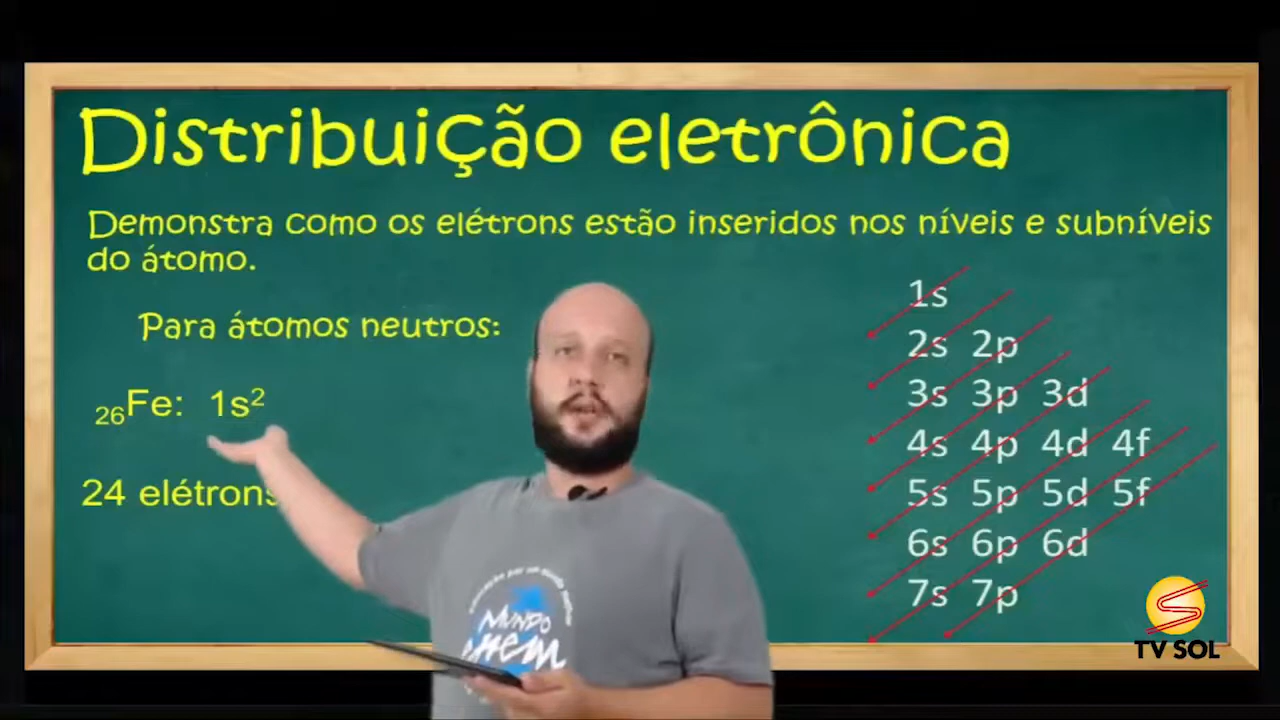 Distribuição eletrônica
Demonstra como os elétrons estão inseridos nos níveis e subníveis
do átomo.
Para átomos neutros:
₂₆Fe: 1s²
24 elétrons
1s
2s 2p
3s 3p 3d
4s 4p 4d 4f
5s 5p 5d 5f
6s 6p 6d
7s 7p
MUNDO
TV SOL